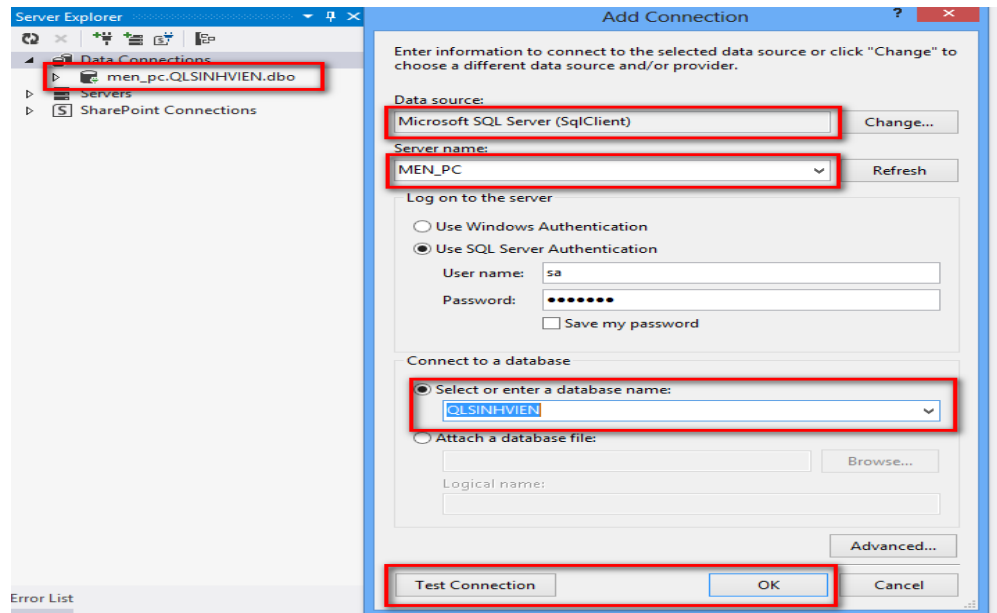 Server Explorer
Data Connections
men_pc.QLSINHVIEN.dbo
Servers
SharePoint Connections
Error List
Add Connection
Enter information to connect to the selected data source or click "Change" to
choose a different data source and/or provider.
Data source:
Microsoft SQL Server (SqlClient)
Change...
Server name:
MEN_PC
Refresh
Log on to the server
Use Windows Authentication
Use SQL Server Authentication
User name:
sa
Password:
•••••••
Save my password
Connect to a database
Select or enter a database name:
QLSINHVIEN
Attach a database file:
Browse...
Logical name:
Advanced...
Test Connection
OK
Cancel